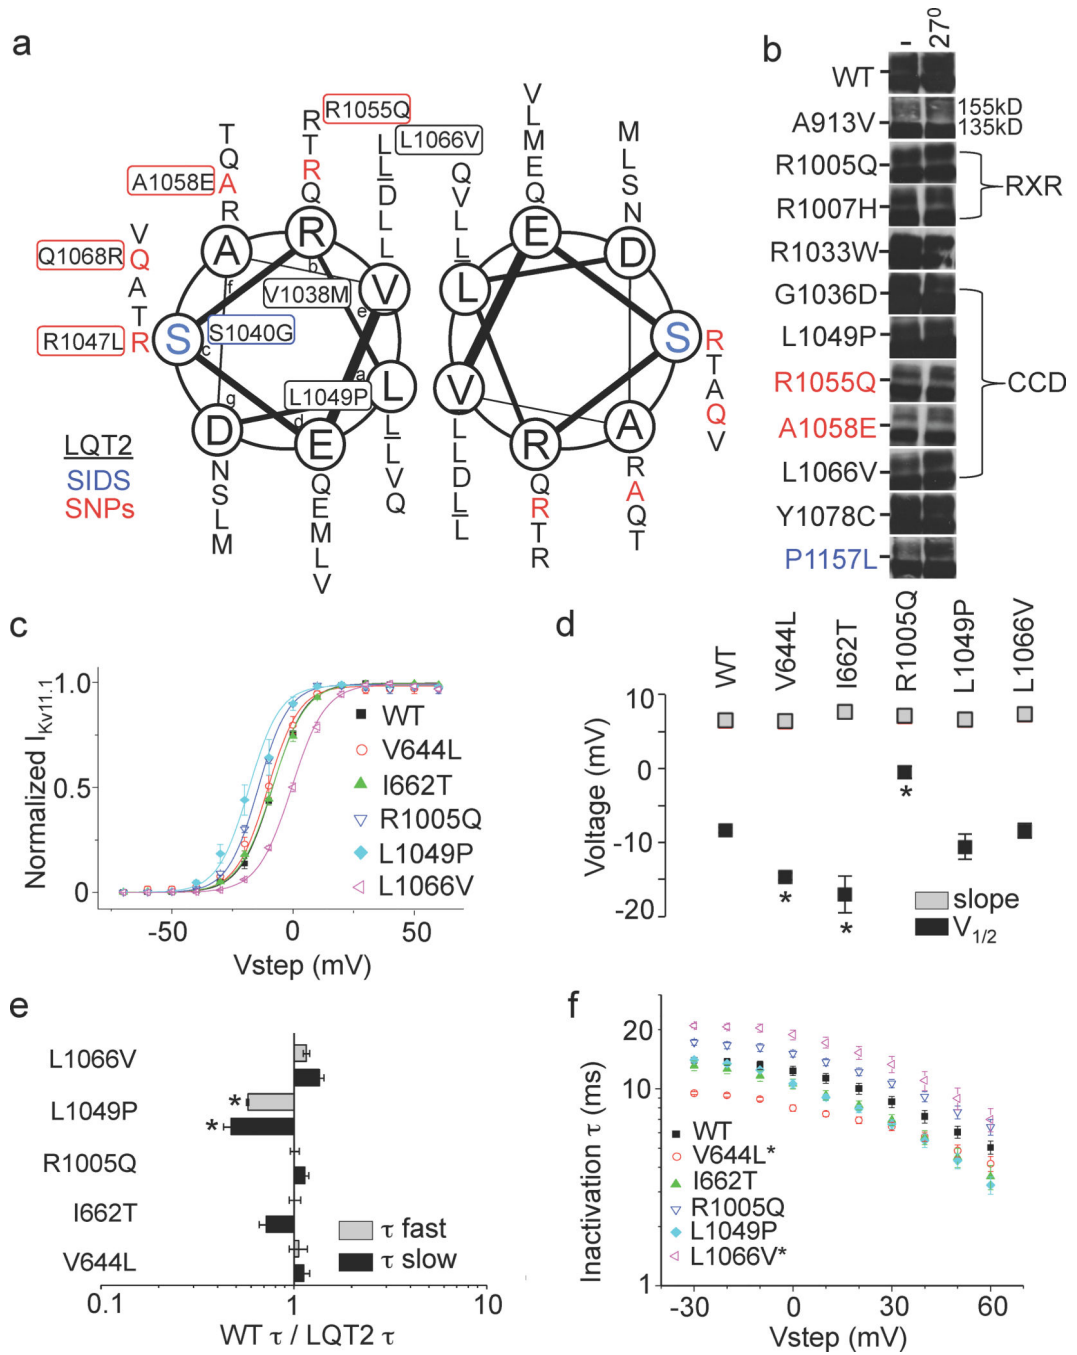 a
R1055Q
L1066V
A1058E
Q1068R
R1047L
V1038M
S1040G
L1049P
T
Q
A
R
A
R
T
R
Q
R
L
L
D
L
L
V
V
Q
A
T
R
S
D
N
S
L
M
E
Q
E
M
L
V
L
L
L
V
Q
f
b
e
c
a
g
d
Q
V
L
L
L
V
L
M
E
Q
E
M
L
S
N
D
S
R
T
A
Q
V
A
R
A
Q
T
R
Q
R
T
R
V
L
L
D
L
L
LQT2
SIDS
SNPs
b
- 27⁰
WT
A913V
155kD
135kD
R1005Q
R1007H
RXR
R1033W
G1036D
L1049P
R1055Q
A1058E
L1066V
CCD
Y1078C
P1157L
c
Normalized I Kv11.1
1.0
0.5
0
-50 0 50
Vstep (mV)
WT
V644L
I662T
R1005Q
L1049P
L1066V
d
WT V644L I662T R1005Q L1049P L1066V
Voltage (mV)
10
0
-10
-20
*
*
*
slope
V1/2
e
L1066V
L1049P
R1005Q
I662T
V644L
*
*
τ fast
τ slow
0.1 1 10
WT τ / LQT2 τ
f
Inactivation τ (ms)
20
10
1
WT
V644L*
I662T
R1005Q
L1049P
L1066V*
-30 0 30 60
Vstep (mV)